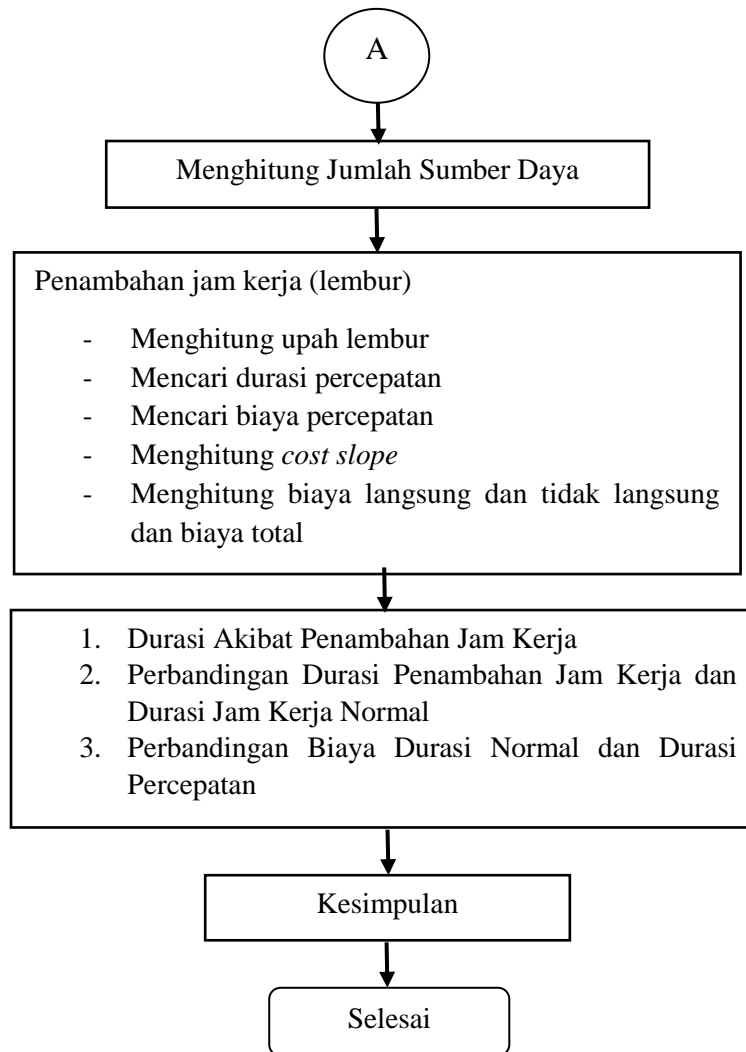 A
Menghitung Jumlah Sumber Daya
Penambahan jam kerja (lembur)
- Menghitung upah lembur
- Mencari durasi percepatan
- Mencari biaya percepatan
- Menghitung cost slope
- Menghitung biaya langsung dan tidak langsung
dan biaya total
1. Durasi Akibat Penambahan Jam Kerja
2. Perbandingan Durasi Penambahan Jam Kerja dan
Durasi Jam Kerja Normal
3. Perbandingan Biaya Durasi Normal dan Durasi
Percepatan
Kesimpulan
Selesai